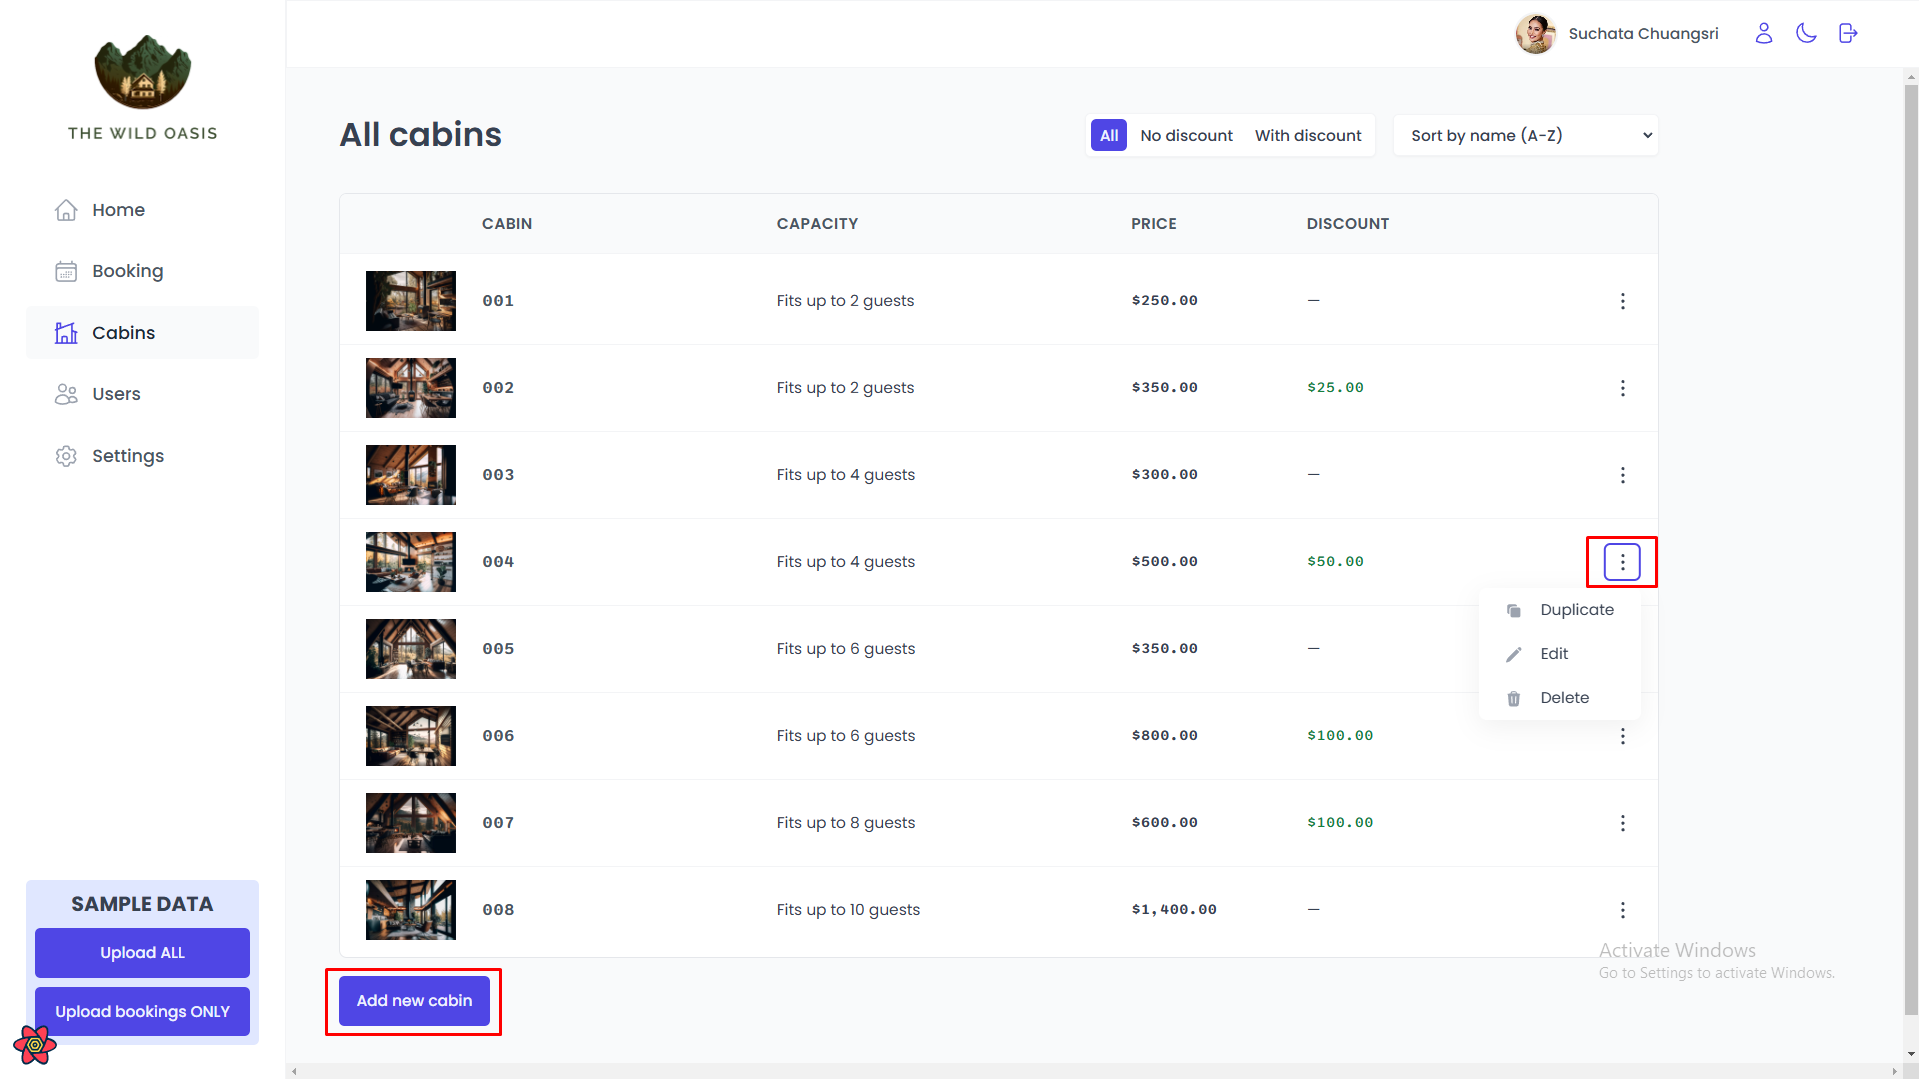 THE WILD OASIS
Home
Booking
Cabins
Users
Settings
SAMPLE DATA
Upload ALL
Upload bookings ONLY
Suchata Chuangsri
All cabins
All No discount With discount Sort by name (A-Z)
CABIN CAPACITY PRICE DISCOUNT
001 Fits up to 2 guests $250.00 —
002 Fits up to 2 guests $350.00 $25.00
003 Fits up to 4 guests $300.00 —
004 Fits up to 4 guests $500.00 $50.00
Duplicate
Edit
Delete
005 Fits up to 6 guests $350.00 —
006 Fits up to 6 guests $800.00 $100.00
007 Fits up to 8 guests $600.00 $100.00
008 Fits up to 10 guests $1,400.00 —
Add new cabin
Activate Windows
Go to Settings to activate Windows.